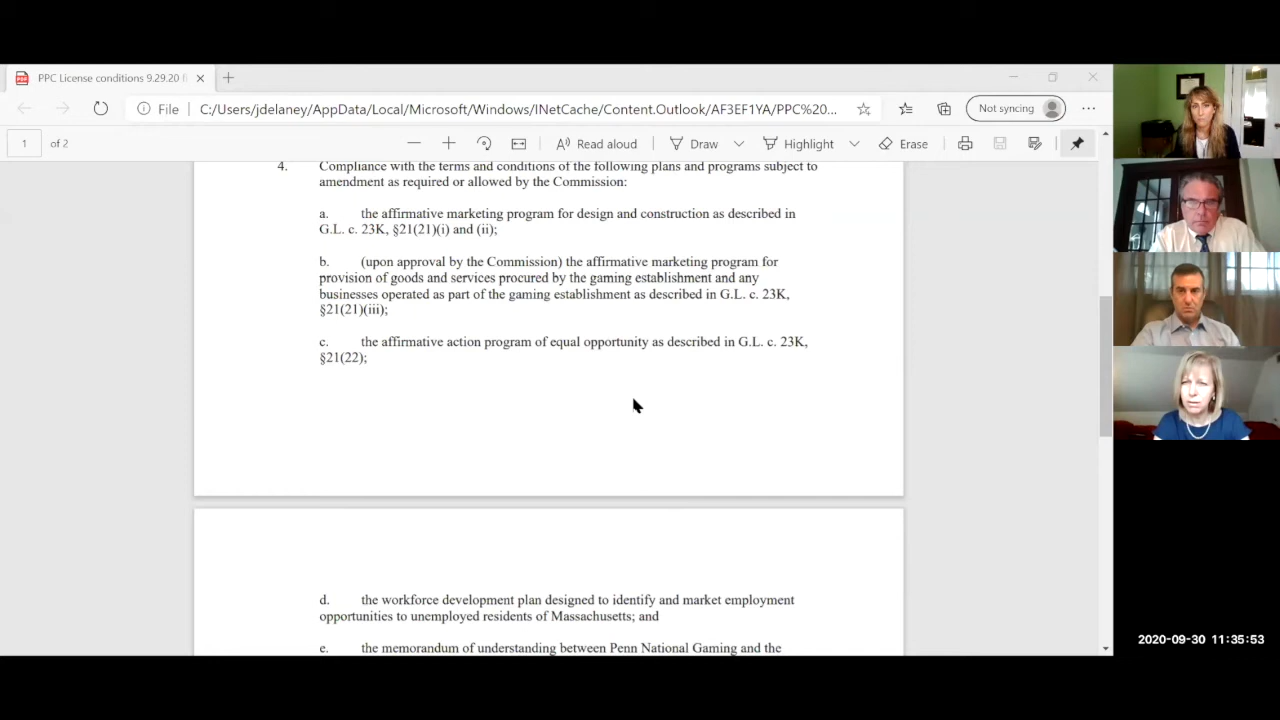 PPC License conditions 9.29.20 fi
File
C:/Users/jdelaney/AppData/Local/Microsoft/Windows/INetCache/Content.Outlook/AF3EF1YA/PPC%20...
Not syncing
1 of 2
Read aloud
Draw
Highlight
Erase
4. Compliance with the terms and conditions of the following plans and programs subject to
amendment as required or allowed by the Commission:
a. the affirmative marketing program for design and construction as described in
G.L. c. 23K, §21(21)(i) and (ii);
b. (upon approval by the Commission) the affirmative marketing program for
provision of goods and services procured by the gaming establishment and any
businesses operated as part of the gaming establishment as described in G.L. c. 23K,
§21(21)(iii);
c. the affirmative action program of equal opportunity as described in G.L. c. 23K,
§21(22);
d. the workforce development plan designed to identify and market employment
opportunities to unemployed residents of Massachusetts; and
e. the memorandum of understanding between Penn National Gaming and the
2020-09-30 11:35:53